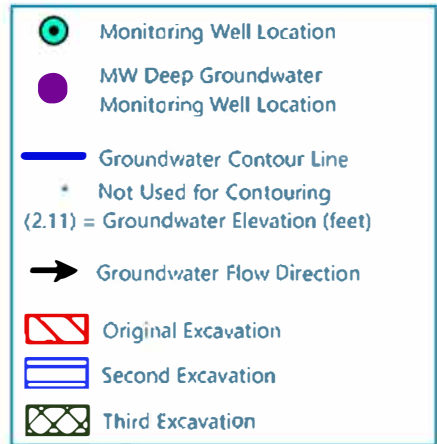 Monitoring Well Location
MW Deep Groundwater
Monitoring Well Location
Groundwater Contour Line
* Not Used for Contouring
(2.11) = Groundwater Elevation (feet)
Groundwater Flow Direction
Original Excavation
Second Excavation
Third Excavation